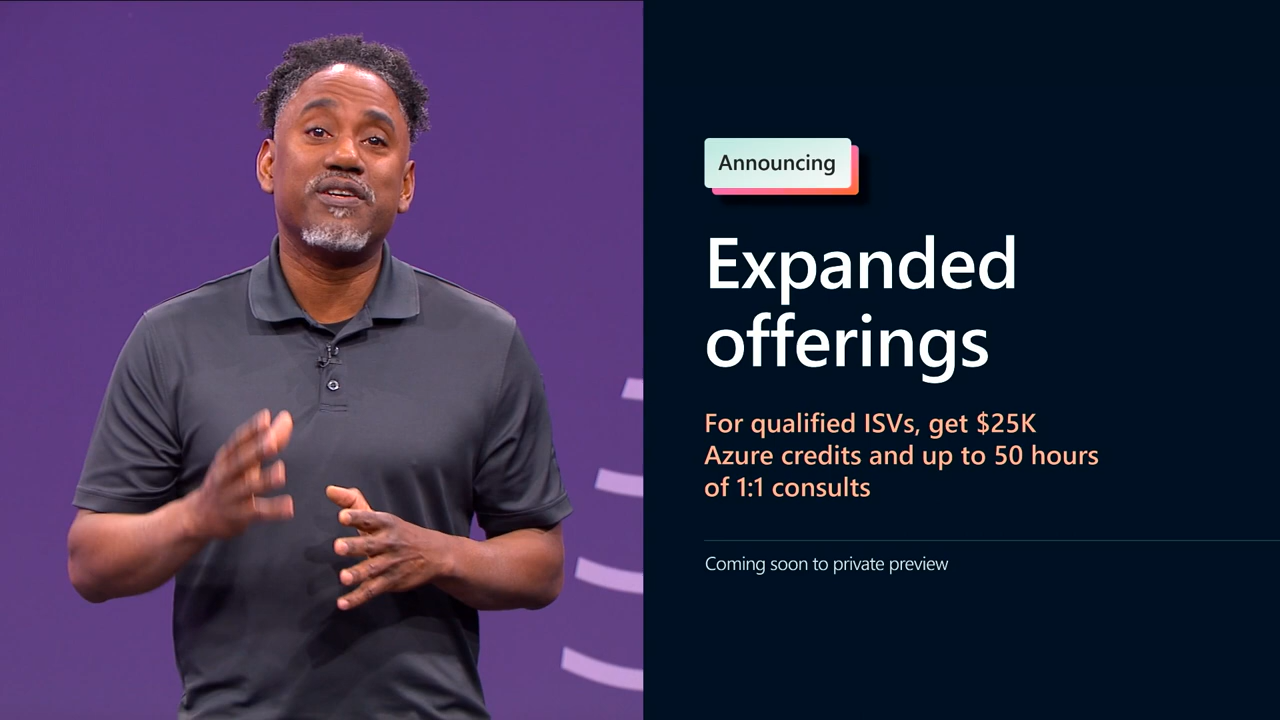 Announcing
Expanded
offerings
For qualified ISVs, get $25K
Azure credits and up to 50 hours
of 1:1 consults
Coming soon to private preview